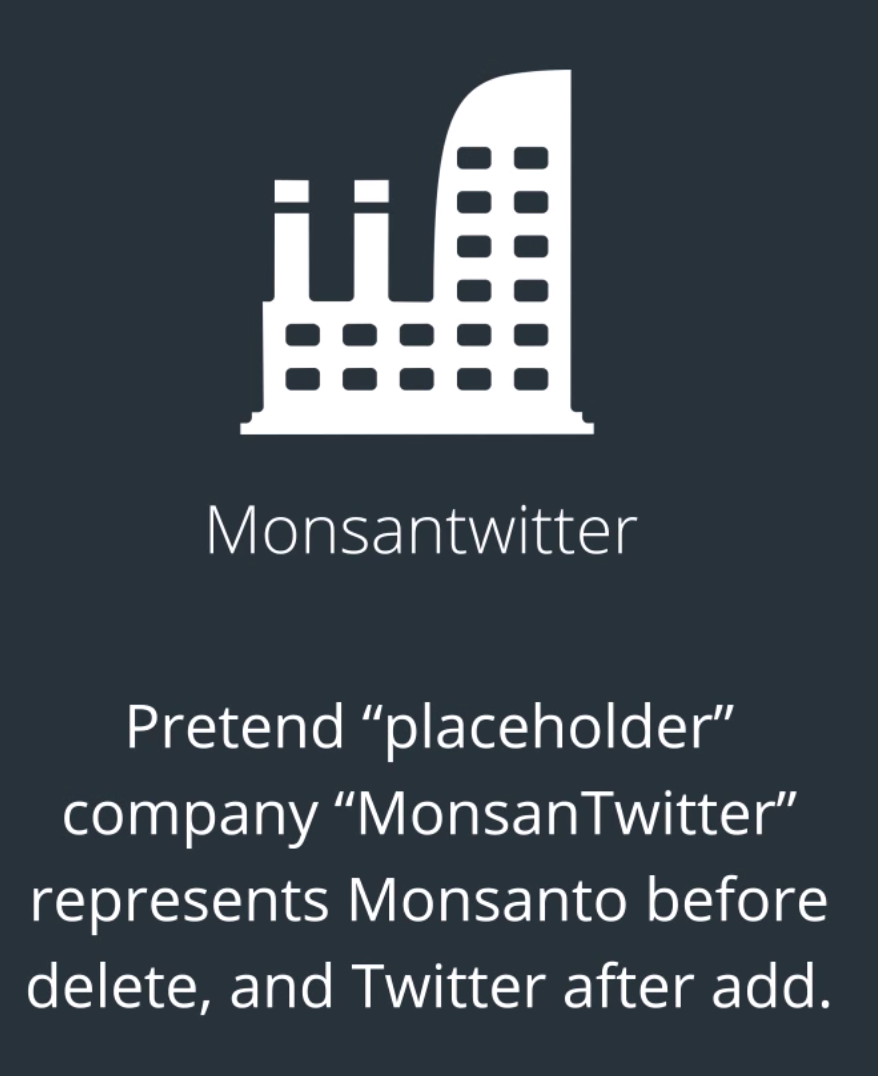 Monsantwitter
Pretend “placeholder”
company “MonsanTwitter”
represents Monsanto before
delete, and Twitter after add.